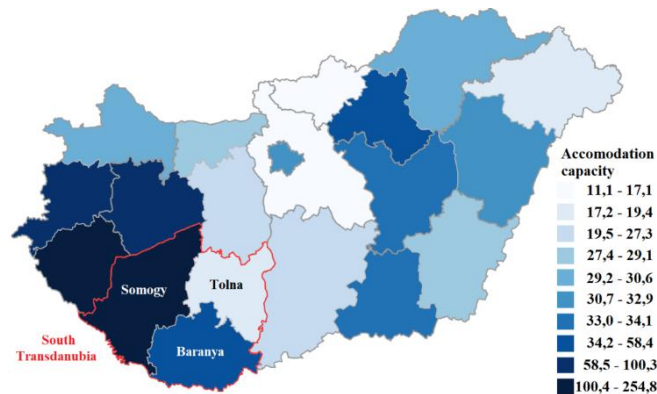 Accomodation
capacity
11,1 - 17,1
17,2 - 19,4
19,5 - 27,3
27,4 - 29,1
29,2 - 30,6
30,7 - 32,9
33,0 - 34,1
34,2 - 58,4
58,5 - 100,3
100,4 - 254,8
Somogy
Tolna
Baranya
South
Transdanubia